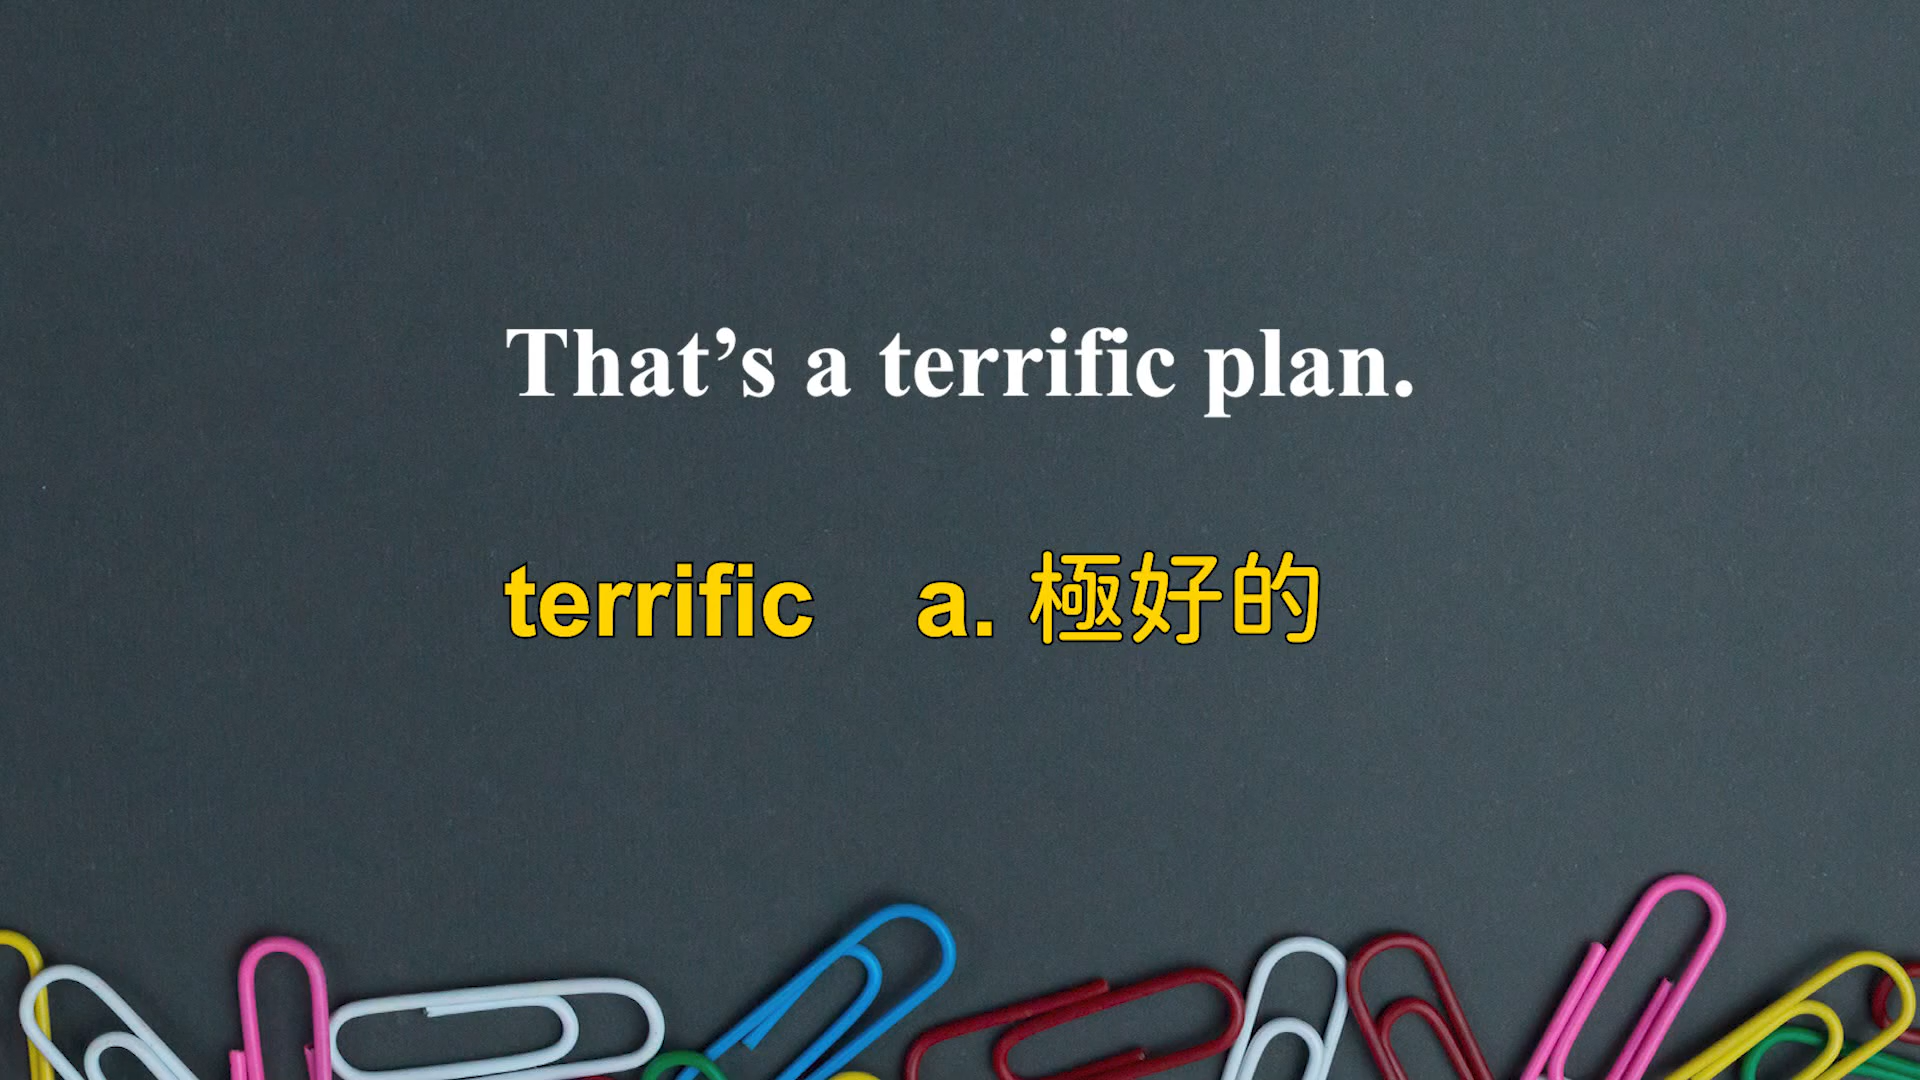 That’s a terrific plan.
terrific a. 極好的